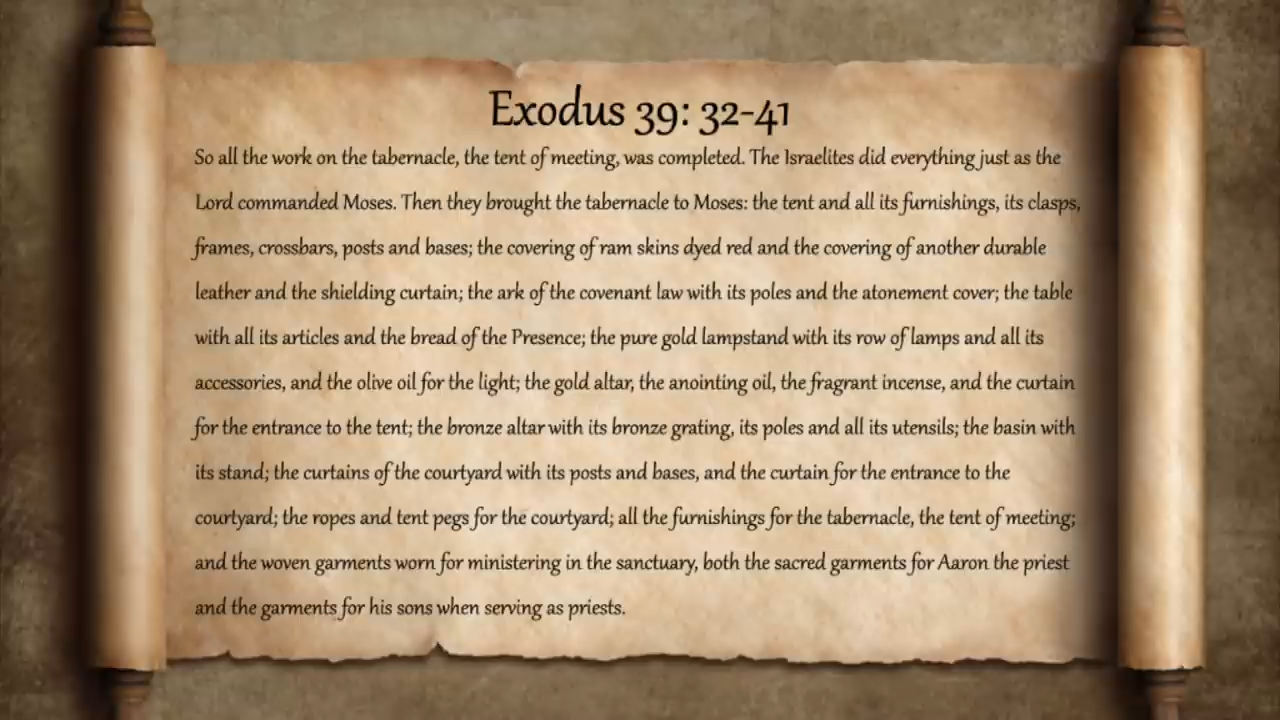 Exodus 39: 32-41
So all the work on the tabernacle, the tent of meeting, was completed. The Israelites did everything just as the
Lord commanded Moses. Then they brought the tabernacle to Moses: the tent and all its furnishings, its clasps,
frames, crossbars, posts and bases; the covering of ram skins dyed red and the covering of another durable
leather and the shielding curtain; the ark of the covenant law with its poles and the atonement cover; the table
with all its articles and the bread of the Presence; the pure gold lampstand with its row of lamps and all its
accessories, and the olive oil for the light; the gold altar, the anointing oil, the fragrant incense, and the curtain
for the entrance to the tent; the bronze altar with its bronze grating, its poles and all its utensils; the basin with
its stand; the curtains of the courtyard with its posts and bases, and the curtain for the entrance to the
courtyard; the ropes and tent pegs for the courtyard; all the furnishings for the tabernacle, the tent of meeting;
and the woven garments worn for ministering in the sanctuary, both the sacred garments for Aaron the priest
and the garments for his sons when serving as priests.